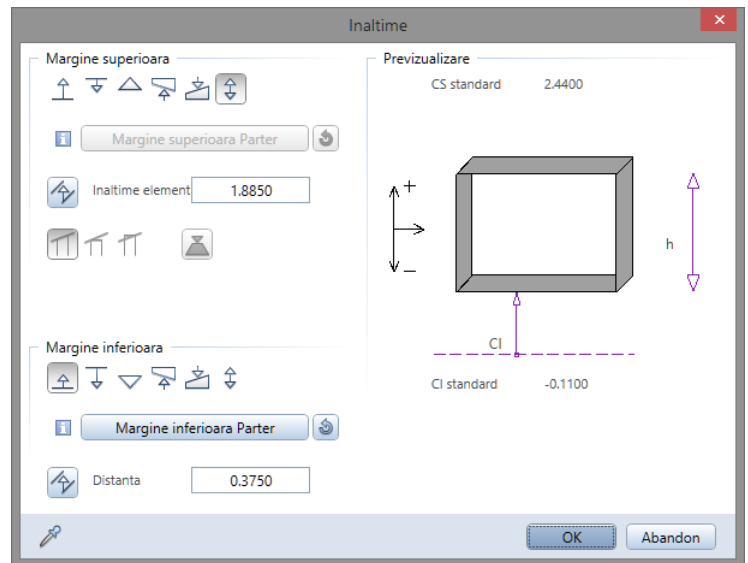 Inaltime
Margine superioara
Margine superioara Parter
Inaltime element 1.8850
Margine inferioara
Margine inferioara Parter
Distanta 0.3750
Previzualizare
CS standard 2.4400
+
−
h
CI
CI standard -0.1100
OK Abandon